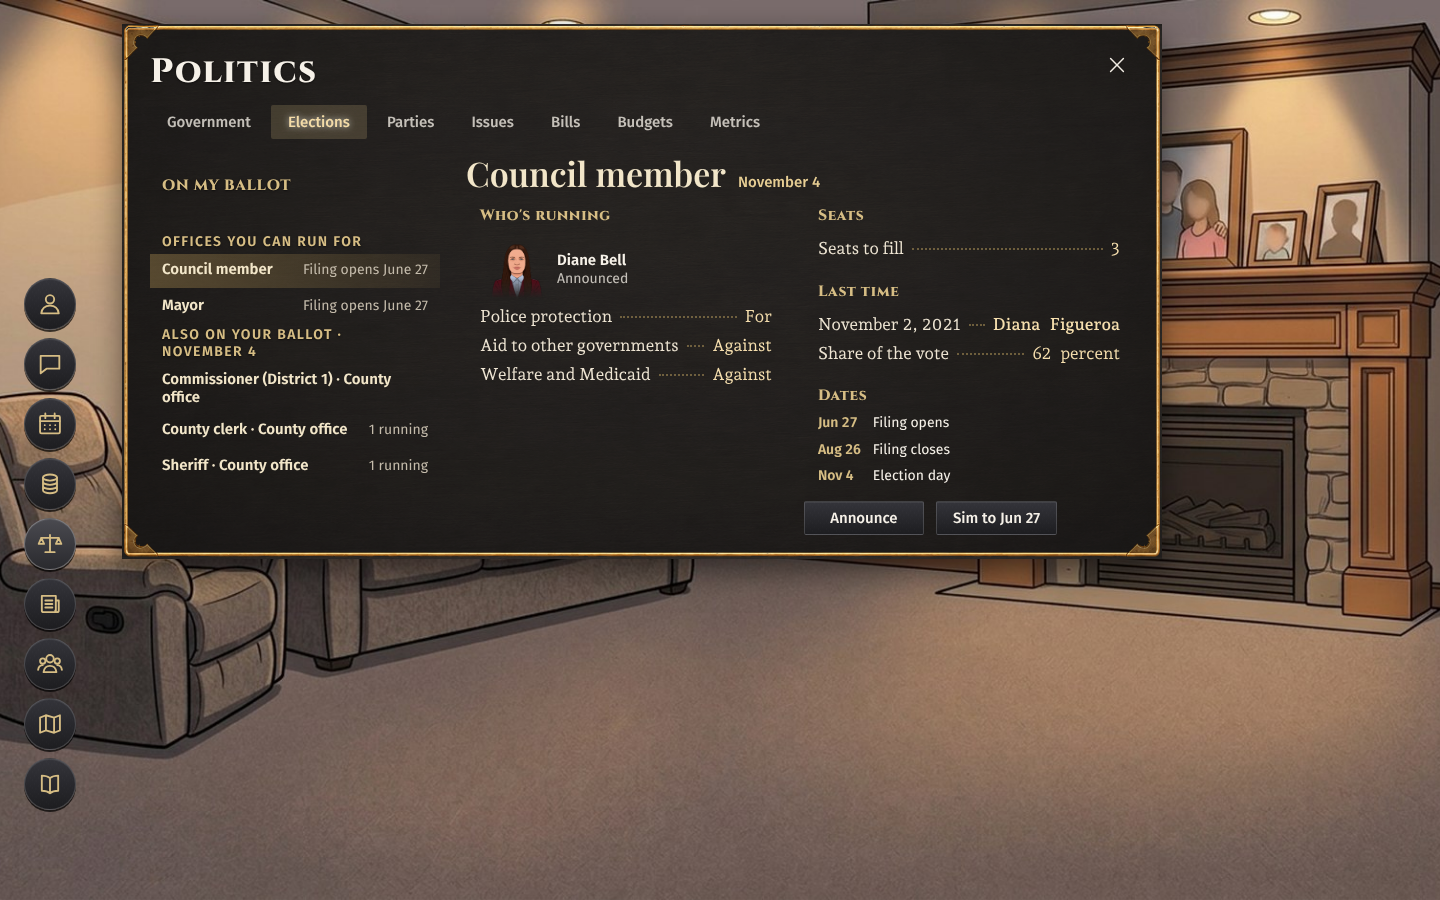 Politics
Government Elections Parties Issues Bills Budgets Metrics
On my ballot
OFFICES YOU CAN RUN FOR
Council member Filing opens June 27
Mayor Filing opens June 27
ALSO ON YOUR BALLOT ·
NOVEMBER 4
Commissioner (District 1) · County
office
County clerk · County office 1 running
Sheriff · County office 1 running
Council member November 4
Who's running
Diane Bell
Announced
Police protection For
Aid to other governments Against
Welfare and Medicaid Against
Seats
Seats to fill 3
Last time
November 2, 2021 Diana Figueroa
Share of the vote 62 percent
Dates
Jun 27 Filing opens
Aug 26 Filing closes
Nov 4 Election day
Announce Sim to Jun 27